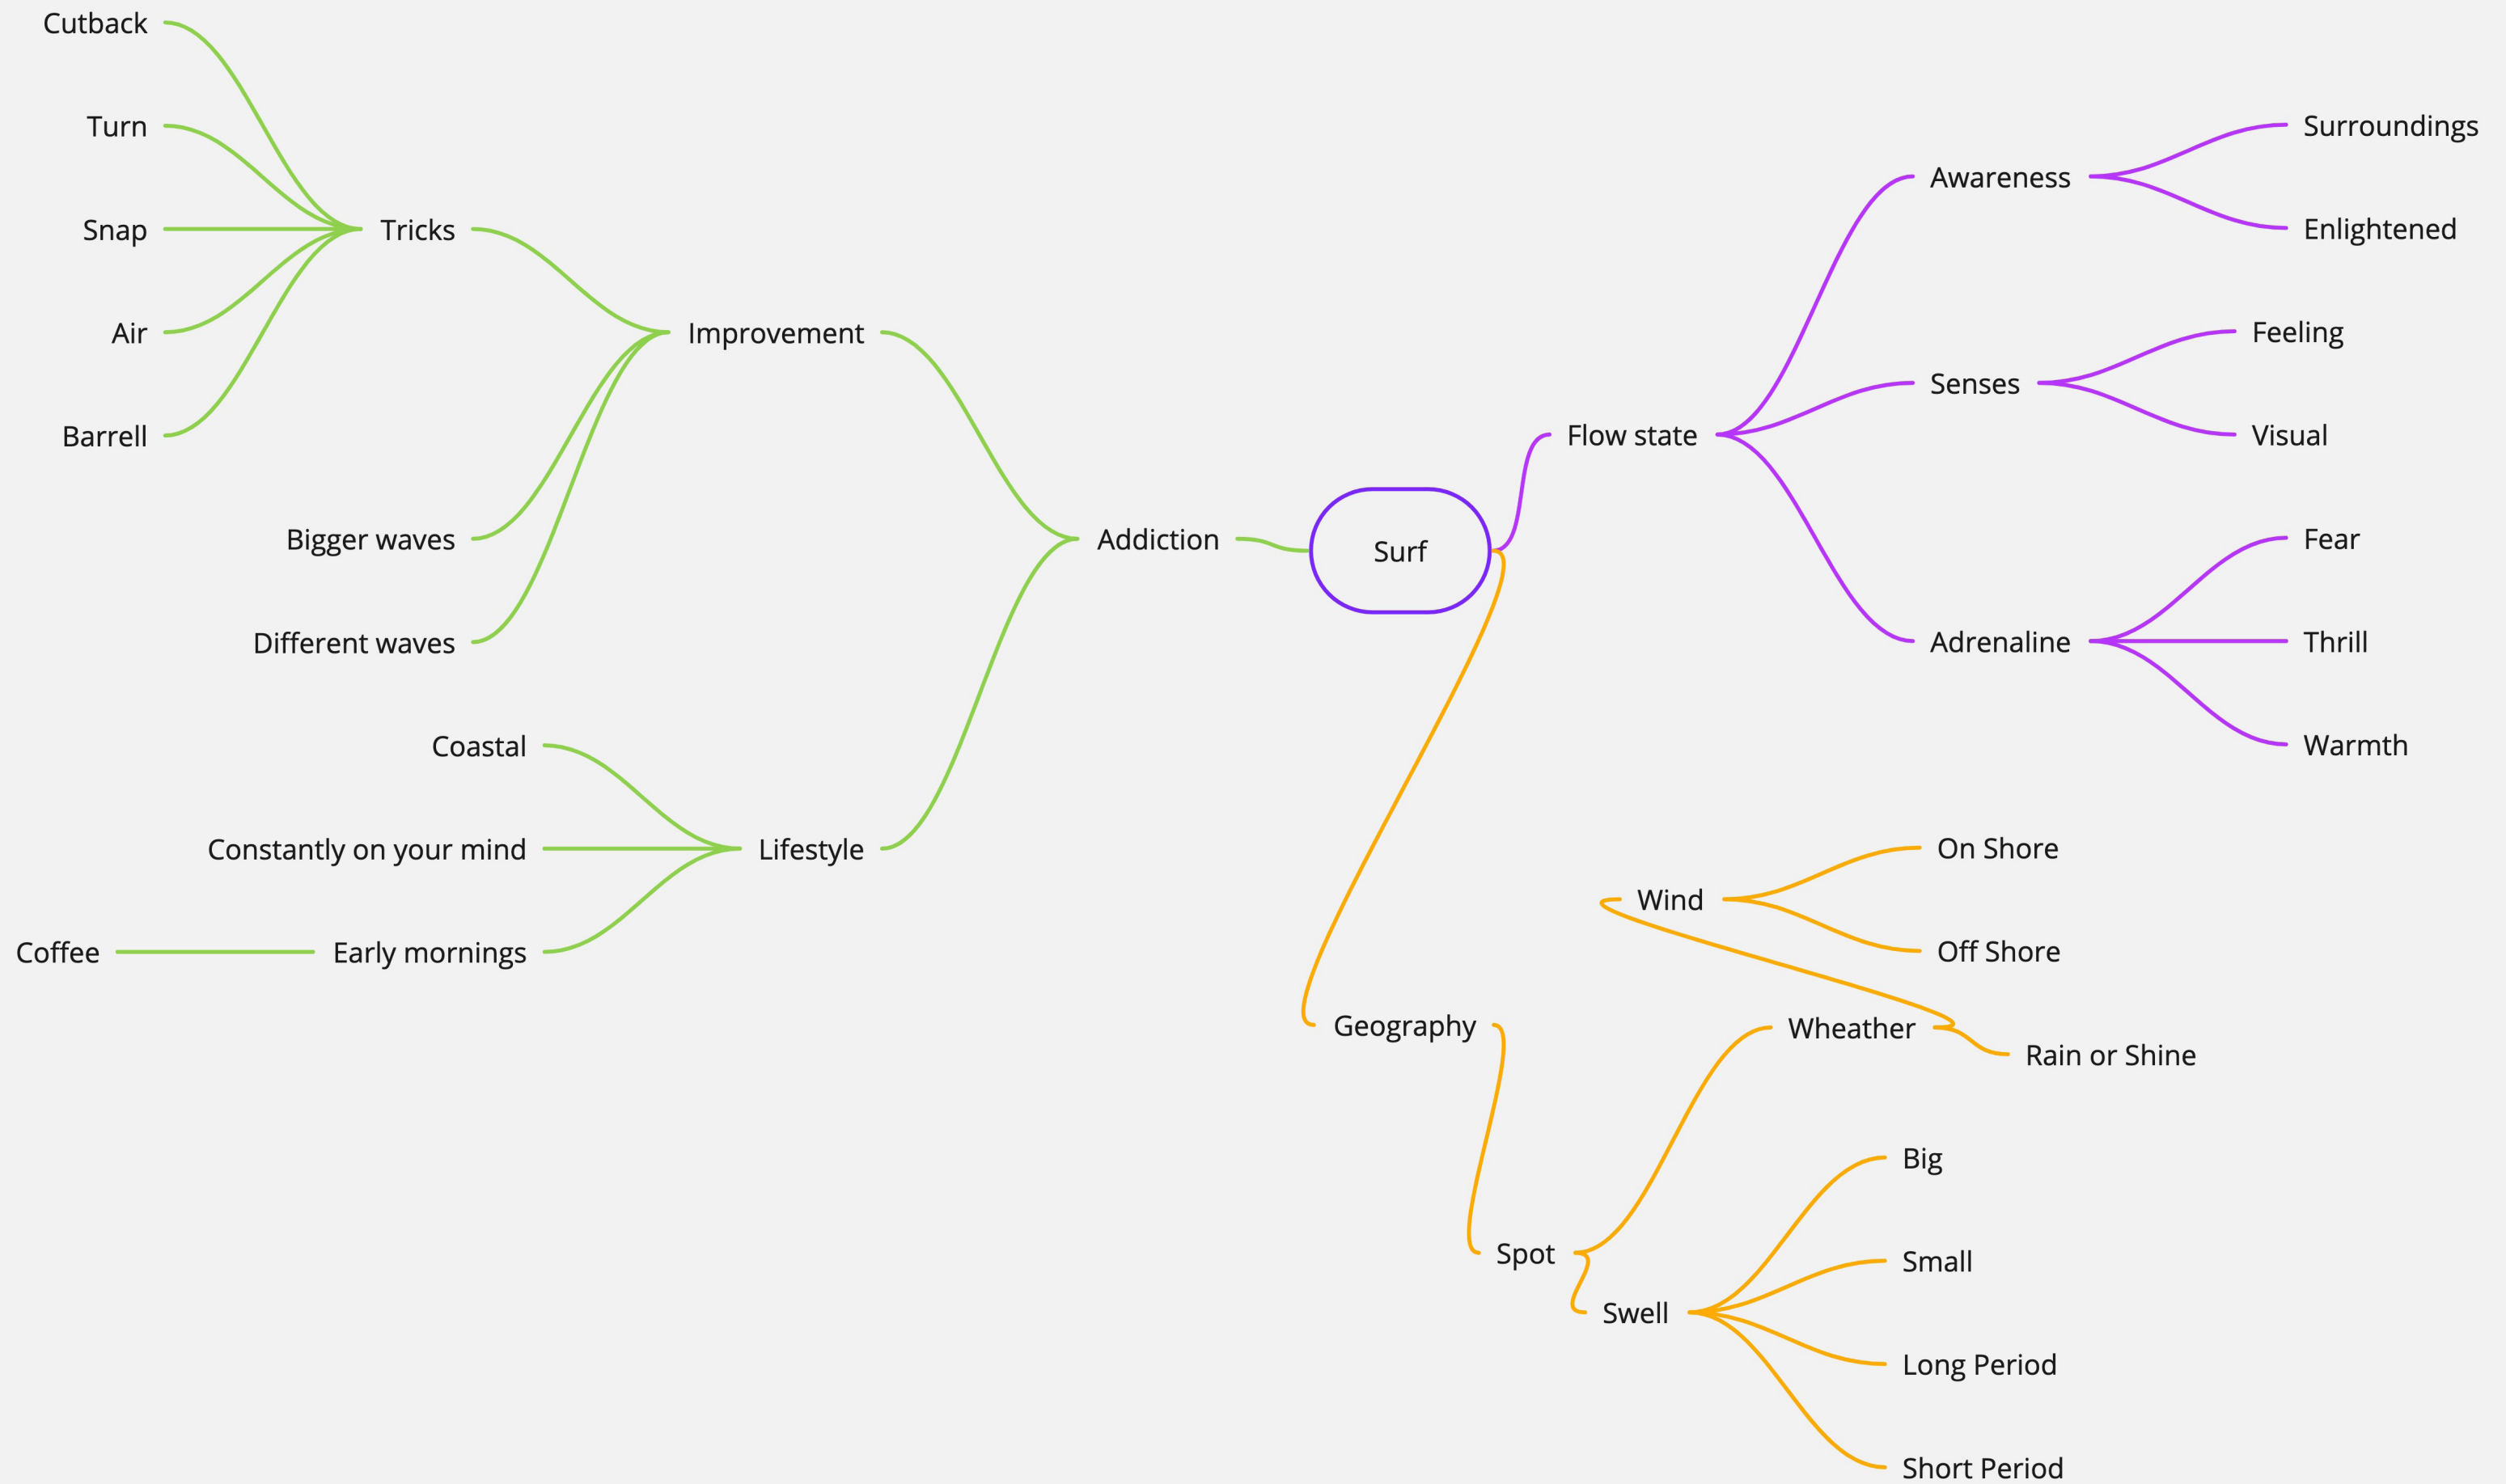 Cutback
Turn
Snap
Air
Barrell
Tricks
Bigger waves
Different waves
Improvement
Coastal
Constantly on your mind
Coffee
Early mornings
Lifestyle
Addiction
Surf
Flow state
Awareness
Surroundings
Enlightened
Senses
Feeling
Visual
Adrenaline
Fear
Thrill
Warmth
Geography
Spot
Wheather
Wind
On Shore
Off Shore
Rain or Shine
Swell
Big
Small
Long Period
Short Period